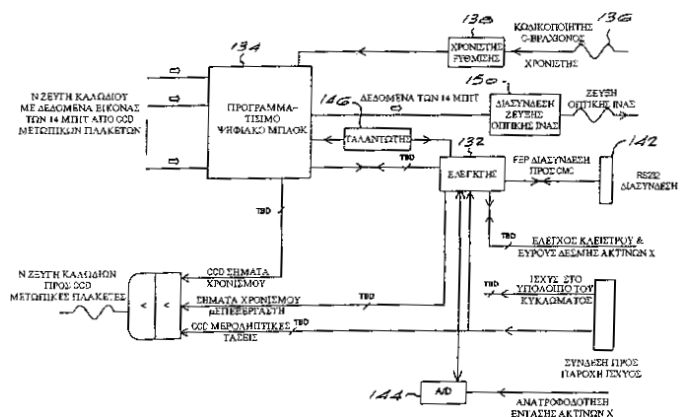 134
138
136
ΚΩΔΙΚΟΠΟΙΗΤΗΣ
C-ΒΡΑΧΙΟΝΟΣ
ΧΡΟΝΙΣΤΗΣ
ΡΥΘΜΙΣΗΣ
ΧΡΟΝΙΣΤΗΣ
Ν ΖΕΥΓΗ ΚΑΛΩΔΙΟΥ
ΜΕ ΔΕΔΟΜΕΝΑ ΕΙΚΟΝΑΣ
ΤΩΝ 14 ΜΠΙΤ ΑΠΟ CCD
ΜΕΤΩΠΙΚΩΝ ΠΛΑΚΕΤΩΝ
ΠΡΟΓΡΑΜΜΑ-
ΤΙΣΙΜΟ
ΨΗΦΙΑΚΟ ΜΠΛΟΚ
ΔΕΔΟΜΕΝΑ ΤΩΝ 14 ΜΠΙΤ
150
ΔΙΑΣΥΝΔΕΣΗ
ΖΕΥΞΗΣ
ΟΠΤΙΚΗΣ ΙΝΑΣ
ΖΕΥΞΗ
ΟΠΤΙΚΗΣ ΙΝΑΣ
146
ΤΑΛΑΝΤΩΤΗΣ
132
142
TBD
ΕΛΕΓΚΤΗΣ
ΔΙΑΣΥΝΔΕΣΗ
ΠΡΟΣ CMC
RS232
ΔΙΑΣΥΝΔΕΣΗ
TBD
TBD
ΕΛΕΓΧΟΣ ΚΛΕΙΣΤΡΟΥ &
ΕΥΡΟΥΣ ΔΕΣΜΗΣ ΑΚΤΙΝΩΝ Χ
Ν ΖΕΥΓΗ ΚΑΛΩΔΙΩΝ
ΠΡΟΣ CCD
ΜΕΤΩΠΙΚΕΣ ΠΛΑΚΕΤΕΣ
< <
CCD ΣΗΜΑΤΑ
ΧΡΟΝΙΣΜΟΥ
ΣΗΜΑΤΑ ΧΡΟΝΙΣΜΟΥ
μΕΠΕΞΕΡΓΑΣΤΗ
TBD
CCD ΜΕΡΟΛΗΠΤΙΚΕΣ
ΤΑΣΕΙΣ
TBD
TBD
ΙΣΧΥΣ ΣΤΟ
ΥΠΟΛΟΙΠΟ ΤΟΥ
ΚΥΚΛΩΜΑΤΟΣ
ΣΥΝΔΕΣΗ ΠΡΟΣ
ΠΑΡΟΧΗ ΙΣΧΥΟΣ
144
A/D
ΑΝΑΤΡΟΦΟΔΟΤΗΣΗ
ΕΝΤΑΣΗΣ ΑΚΤΙΝΩΝ Χ